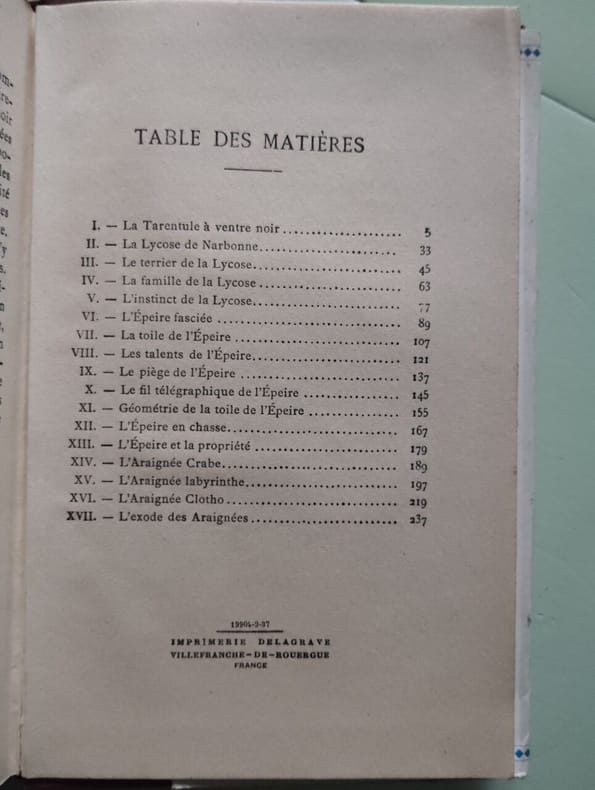 TABLE DES MATIÈRES
I. — La Tarentule à ventre noir ..................... 5
II. — La Lycose de Narbonne....................... 33
III. — Le terrier de la Lycose........................ 45
IV. — La famille de la Lycose ....................... 63
V. — L'instinct de la Lycose........................ 77
VI. — L'Épeire fasciée ............................. 89
VII. — La toile de l'Épeire ......................... 107
VIII. — Les talents de l'Épeire........................ 121
IX. — Le piège de l'Épeire ......................... 137
X. — Le fil télégraphique de l'Épeire ................ 145
XI. — Géométrie de la toile de l'Épeire .............. 155
XII. — L'Épeire en chasse........................... 167
XIII. — L'Épeire et la propriété ...................... 179
XIV. — L'Araignée Crabe............................ 189
XV. — L'Araignée labyrinthe......................... 197
XVI. — L'Araignée Clotho............................ 219
XVII. — L'exode des Araignées ........................ 237
19904-9-37
IMPRIMERIE DELAGRAVE
VILLEFRANCHE-DE-ROUERGUE
FRANCE